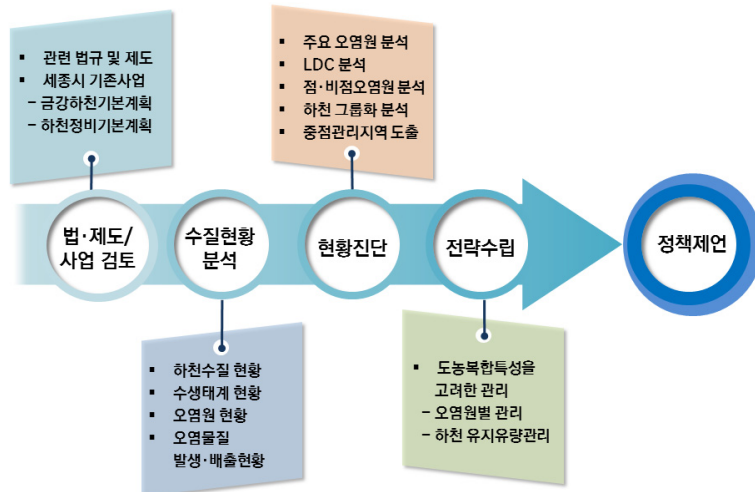 ▪ 관련 법규 및 제도
▪ 세종시 기존사업
– 금강하천기본계획
– 하천정비기본계획
▪ 주요 오염원 분석
▪ LDC 분석
▪ 점·비점오염원 분석
▪ 하천 그룹화 분석
▪ 중점관리지역 도출
법·제도/
사업 검토
수질현황
분석
현황진단
전략수립
정책제언
▪ 하천수질 현황
▪ 수생태계 현황
▪ 오염원 현황
▪ 오염물질
발생·배출현황
▪ 도농복합특성을
고려한 관리
– 오염원별 관리
– 하천 유지유량관리